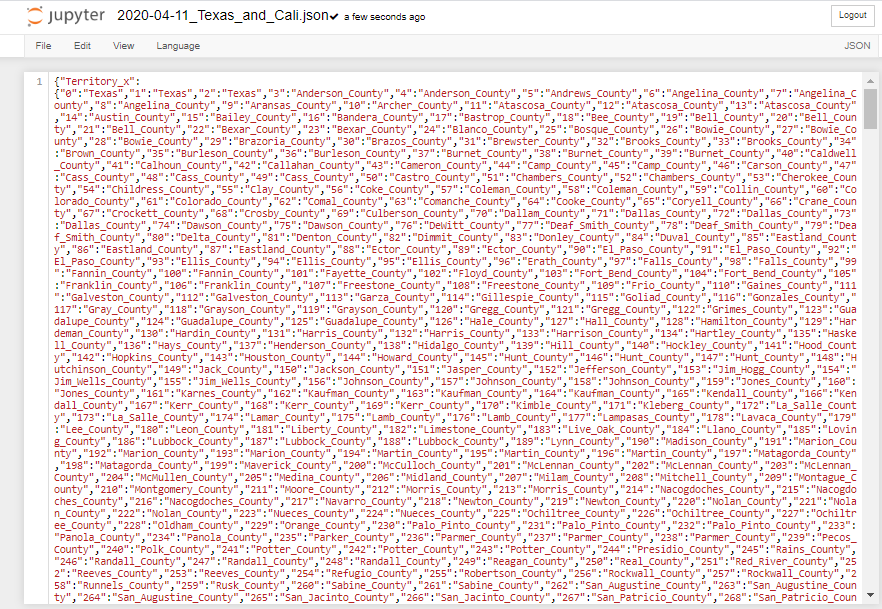 jupyter 2020-04-11_Texas_and_Cali.json a few seconds ago
Logout
File Edit View Language JSON
1 {"Territory_x":
{"0":"Texas","1":"Texas","2":"Texas","3":"Anderson_County","4":"Anderson_County","5":"Andrews_County","6":"Angelina_County","7":"Angelina_C
ounty","8":"Angelina_County","9":"Aransas_County","10":"Archer_County","11":"Atascosa_County","12":"Atascosa_County","13":"Atascosa_County"
,"14":"Austin_County","15":"Bailey_County","16":"Bandera_County","17":"Bastrop_County","18":"Bee_County","19":"Bell_County","20":"Bell_Coun
ty","21":"Bell_County","22":"Bexar_County","23":"Bexar_County","24":"Blanco_County","25":"Bosque_County","26":"Bowie_County","27":"Bowie_Co
unty","28":"Bowie_County","29":"Brazoria_County","30":"Brazos_County","31":"Brewster_County","32":"Brooks_County","33":"Brooks_County","34"
:"Brown_County","35":"Burleson_County","36":"Burleson_County","37":"Burnet_County","38":"Burnet_County","39":"Burnet_County","40":"Caldwell
_County","41":"Calhoun_County","42":"Callahan_County","43":"Cameron_County","44":"Camp_County","45":"Camp_County","46":"Carson_County","47"
:"Cass_County","48":"Cass_County","49":"Cass_County","50":"Castro_County","51":"Chambers_County","52":"Chambers_County","53":"Cherokee_Coun
ty","54":"Childress_County","55":"Clay_County","56":"Coke_County","57":"Coleman_County","58":"Coleman_County","59":"Collin_County","60":"Co
lorado_County","61":"Colorado_County","62":"Comal_County","63":"Comanche_County","64":"Cooke_County","65":"Coryell_County","66":"Crane_Coun
ty","67":"Crockett_County","68":"Crosby_County","69":"Culberson_County","70":"Dallam_County","71":"Dallas_County","72":"Dallas_County","73"
:"Dallas_County","74":"Dawson_County","75":"Dawson_County","76":"DeWitt_County","77":"Deaf_Smith_County","78":"Deaf_Smith_County","79":"Dea
f_Smith_County","80":"Delta_County","81":"Denton_County","82":"Dimmit_County","83":"Donley_County","84":"Duval_County","85":"Eastland_Count
y","86":"Eastland_County","87":"Eastland_County","88":"Ector_County","89":"Ector_County","90":"El_Paso_County","91":"El_Paso_County","92":"
El_Paso_County","93":"Ellis_County","94":"Ellis_County","95":"Ellis_County","96":"Erath_County","97":"Falls_County","98":"Falls_County","99
":"Fannin_County","100":"Fannin_County","101":"Fayette_County","102":"Floyd_County","103":"Fort_Bend_County","104":"Fort_Bend_County","105"
:"Franklin_County","106":"Franklin_County","107":"Freestone_County","108":"Freestone_County","109":"Frio_County","110":"Gaines_County","111
":"Galveston_County","112":"Galveston_County","113":"Garza_County","114":"Gillespie_County","115":"Goliad_County","116":"Gonzales_County","
117":"Gray_County","118":"Grayson_County","119":"Grayson_County","120":"Gregg_County","121":"Gregg_County","122":"Grimes_County","123":"Gua
dalupe_County","124":"Guadalupe_County","125":"Guadalupe_County","126":"Hale_County","127":"Hall_County","128":"Hamilton_County","129":"Har
deman_County","130":"Hardin_County","131":"Harris_County","132":"Harris_County","133":"Harrison_County","134":"Hartley_County","135":"Haske
ll_County","136":"Hays_County","137":"Henderson_County","138":"Hidalgo_County","139":"Hill_County","140":"Hockley_County","141":"Hood_Count
y","142":"Hopkins_County","143":"Houston_County","144":"Howard_County","145":"Hunt_County","146":"Hunt_County","147":"Hunt_County","148":"H
utchinson_County","149":"Jack_County","150":"Jackson_County","151":"Jasper_County","152":"Jefferson_County","153":"Jim_Hogg_County","154":"
Jim_Wells_County","155":"Jim_Wells_County","156":"Johnson_County","157":"Johnson_County","158":"Johnson_County","159":"Jones_County","160":
"Jones_County","161":"Karnes_County","162":"Kaufman_County","163":"Kaufman_County","164":"Kaufman_County","165":"Kendall_County","166":"Ken
dall_County","167":"Kerr_County","168":"Kerr_County","169":"Kerr_County","170":"Kimble_County","171":"Kleberg_County","172":"La_Salle_Count
y","173":"La_Salle_County","174":"Lamar_County","175":"Lamb_County","176":"Lamb_County","177":"Lampasas_County","178":"Lavaca_County","179"
:"Lee_County","180":"Leon_County","181":"Liberty_County","182":"Limestone_County","183":"Live_Oak_County","184":"Llano_County","185":"Lovin
g_County","186":"Lubbock_County","187":"Lubbock_County","188":"Lubbock_County","189":"Lynn_County","190":"Madison_County","191":"Marion_Cou
nty","192":"Marion_County","193":"Marion_County","194":"Martin_County","195":"Martin_County","196":"Martin_County","197":"Matagorda_County"
,"198":"Matagorda_County","199":"Maverick_County","200":"McCulloch_County","201":"McLennan_County","202":"McLennan_County","203":"McLennan_
County","204":"McMullen_County","205":"Medina_County","206":"Midland_County","207":"Milam_County","208":"Mitchell_County","209":"Montague_C
ounty","210":"Montgomery_County","211":"Moore_County","212":"Morris_County","213":"Morris_County","214":"Nacogdoches_County","215":"Nacogdo
ches_County","216":"Nacogdoches_County","217":"Navarro_County","218":"Newton_County","219":"Newton_County","220":"Nolan_County","221":"Nola
n_County","222":"Nolan_County","223":"Nueces_County","224":"Nueces_County","225":"Ochiltree_County","226":"Ochiltree_County","227":"Ochiltr
ee_County","228":"Oldham_County","229":"Orange_County","230":"Palo_Pinto_County","231":"Palo_Pinto_County","232":"Palo_Pinto_County","233":
"Panola_County","234":"Panola_County","235":"Parker_County","236":"Parmer_County","237":"Parmer_County","238":"Parmer_County","239":"Pecos_
County","240":"Polk_County","241":"Potter_County","242":"Potter_County","243":"Potter_County","244":"Presidio_County","245":"Rains_County",
"246":"Randall_County","247":"Randall_County","248":"Randall_County","249":"Reagan_County","250":"Real_County","251":"Red_River_County","25
2":"Reeves_County","253":"Reeves_County","254":"Refugio_County","255":"Robertson_County","256":"Rockwall_County","257":"Rockwall_County","2
58":"Runnels_County","259":"Rusk_County","260":"Sabine_County","261":"Sabine_County","262":"San_Augustine_County","263":"San_Augustine_Coun
ty","264":"San_Augustine_County","265":"San_Jacinto_County","266":"San_Jacinto_County","267":"San_Patricio_County","268":"San_Patricio_Coun